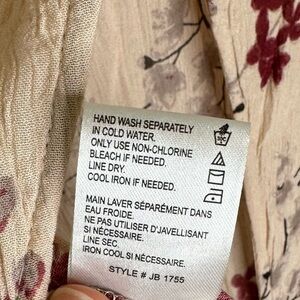 HAND WASH SEPARATELY
IN COLD WATER.
ONLY USE NON-CHLORINE
BLEACH IF NEEDED.
LINE DRY.
COOL IRON IF NEEDED.
MAIN LAVER SÉPARÉMENT DANS
EAU FROIDE.
NE PAS UTILISER D'JAVELLISANT
SI NÉCESSAIRE.
LINE SEC.
IRON COOL SI NÉCESSAIRE.
STYLE # JB 1755